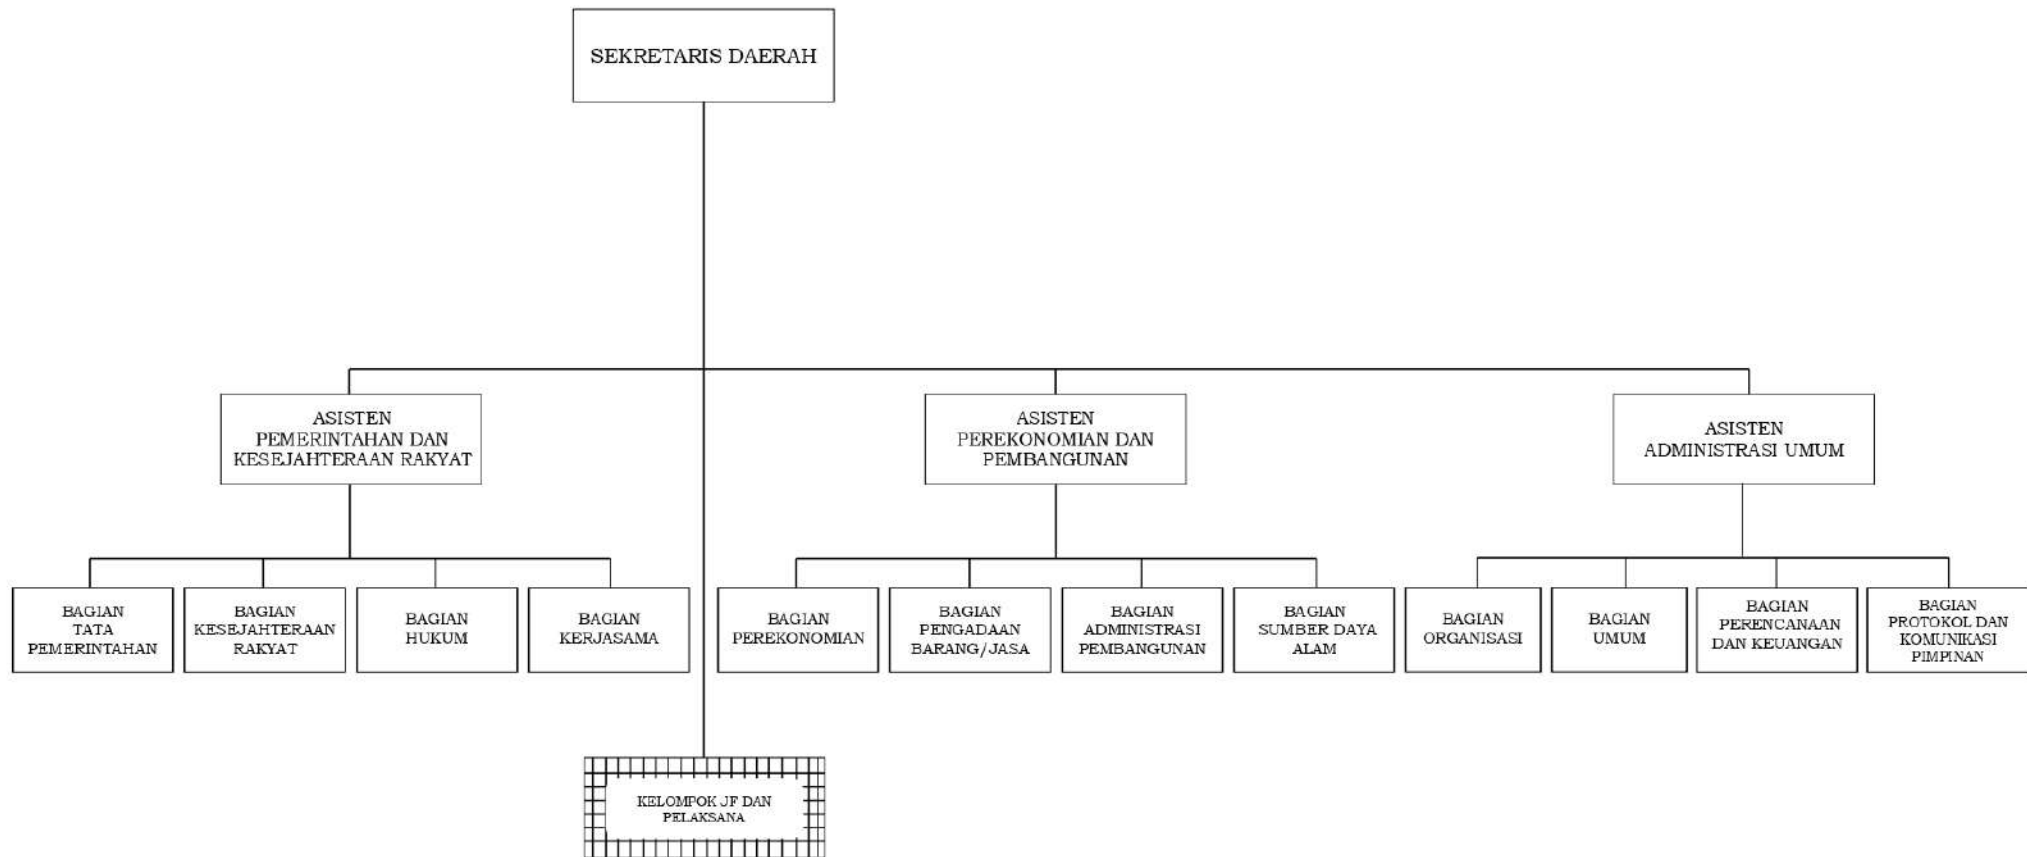 SEKRETARIS DAERAH
ASISTEN
PEMERINTAHAN DAN
KESEJAHTERAAN RAKYAT
ASISTEN
PEREKONOMIAN DAN
PEMBANGUNAN
ASISTEN
ADMINISTRASI UMUM
BAGIAN
TATA
PEMERINTAHAN
BAGIAN
KESEJAHTERAAN
RAKYAT
BAGIAN
HUKUM
BAGIAN
KERJASAMA
BAGIAN
PEREKONOMIAN
BAGIAN
PENGADAAN
BARANG/JASA
BAGIAN
ADMINISTRASI
PEMBANGUNAN
BAGIAN
SUMBER DAYA
ALAM
BAGIAN
ORGANISASI
BAGIAN
UMUM
BAGIAN
PERENCANAAN
DAN KEUANGAN
BAGIAN
PROTOKOL DAN
KOMUNIKASI
PIMPINAN
KELOMPOK JF DAN
PELAKSANA